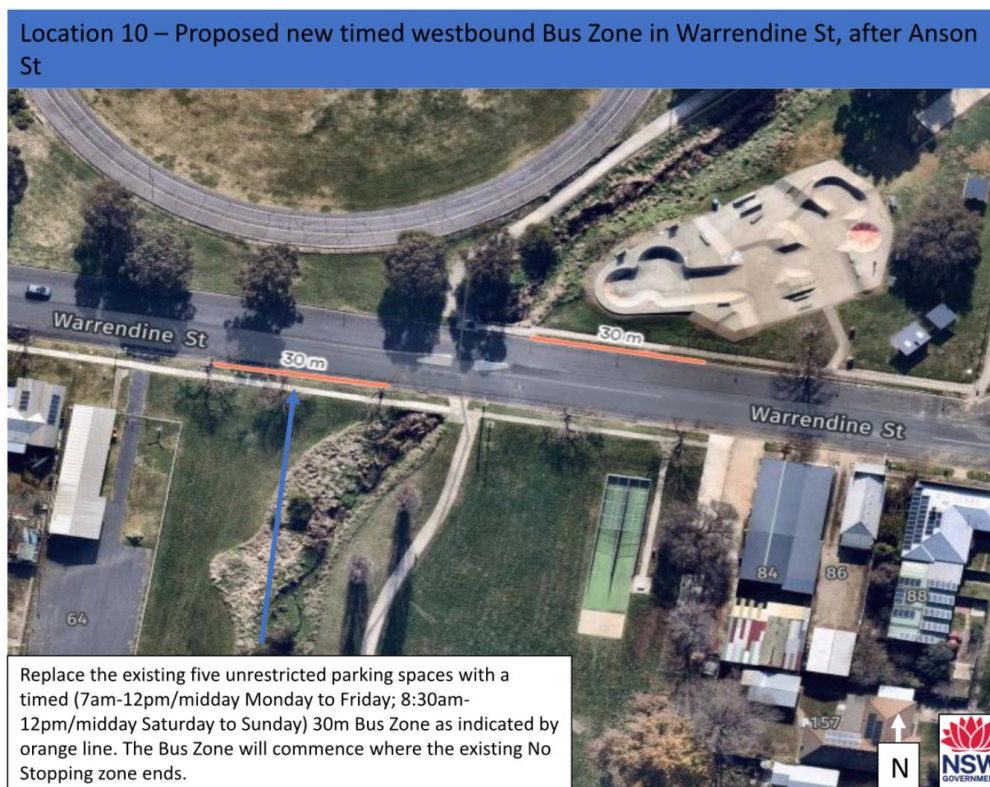 Location 10 – Proposed new timed westbound Bus Zone in Warrendine St, after Anson
St
30 m
Warrendine St
30 m
Warrendine St
84
86
88
64
157
Replace the existing five unrestricted parking spaces with a
timed (7am-12pm/midday Monday to Friday; 8:30am-
12pm/midday Saturday to Sunday) 30m Bus Zone as indicated by
orange line. The Bus Zone will commence where the existing No
Stopping zone ends.
N
NSW
GOVERNMENT